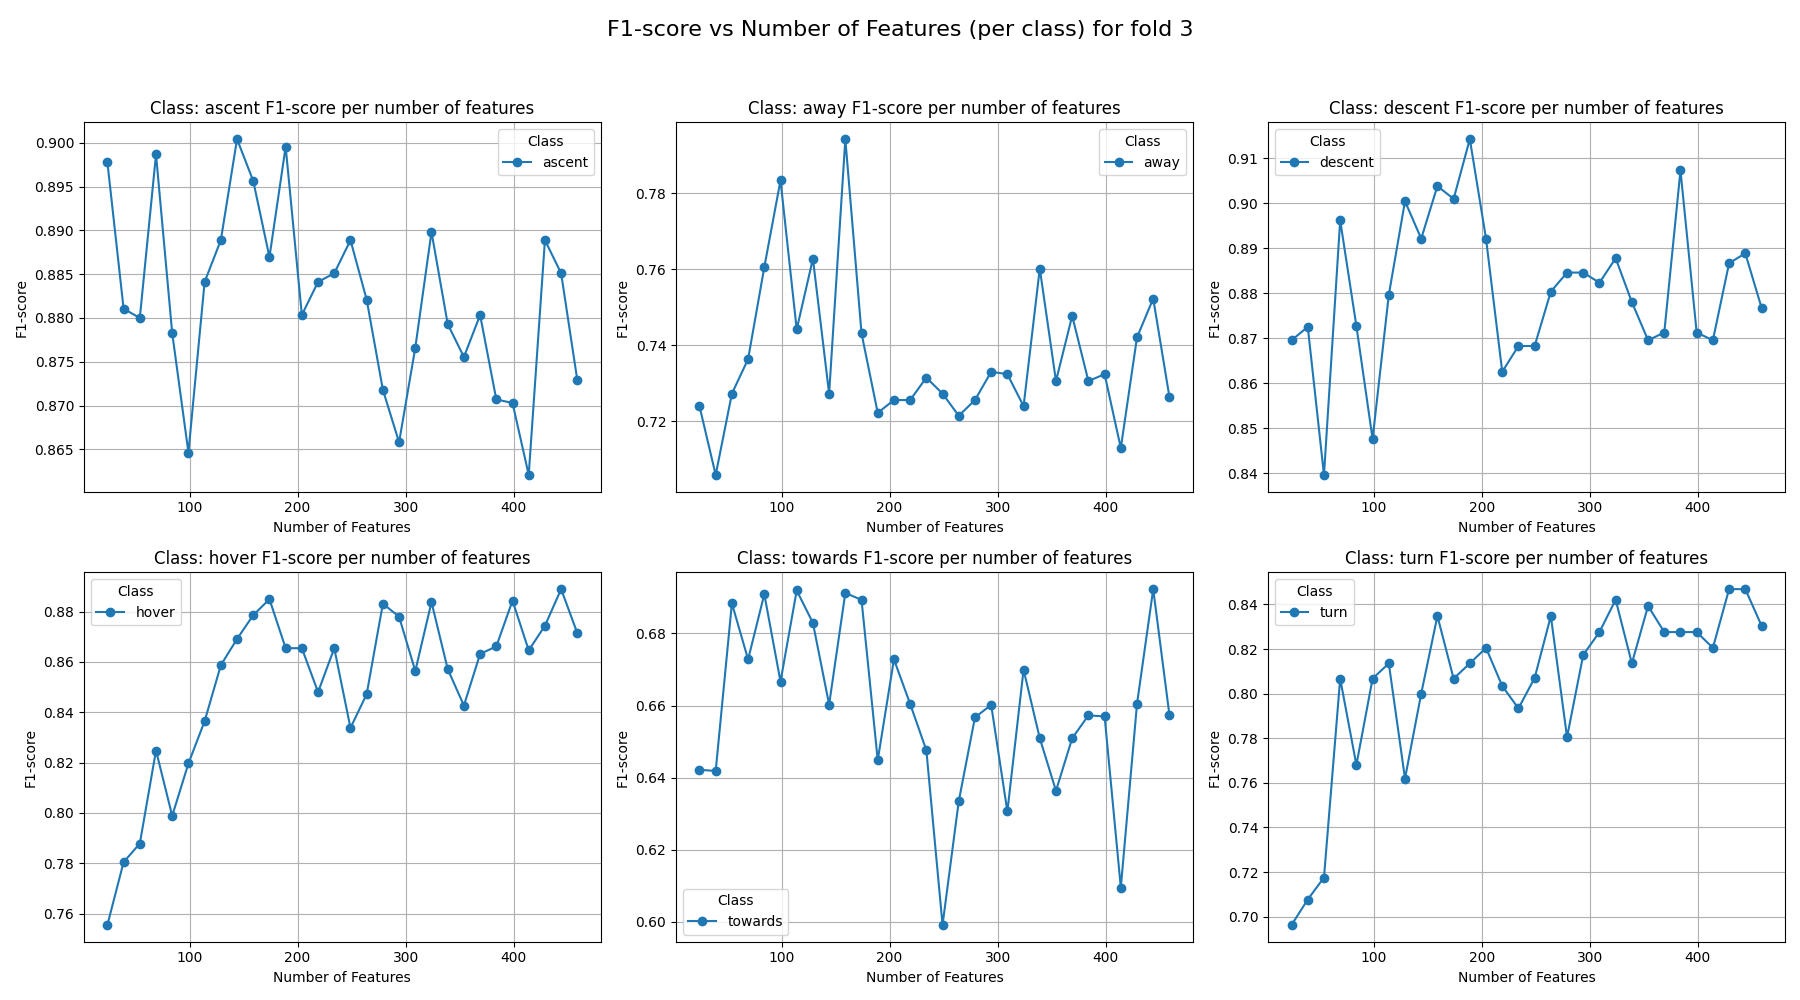 F1-score vs Number of Features (per class) for fold 3
Class: ascent F1-score per number of features
F1-score
0.900
0.895
0.890
0.885
0.880
0.875
0.870
0.865
Class
ascent
100 200 300 400
Number of Features
Class: away F1-score per number of features
F1-score
0.78
0.76
0.74
0.72
Class
away
100 200 300 400
Number of Features
Class: descent F1-score per number of features
F1-score
0.91
0.90
0.89
0.88
0.87
0.86
0.85
0.84
Class
descent
100 200 300 400
Number of Features
Class: hover F1-score per number of features
F1-score
0.88
0.86
0.84
0.82
0.80
0.78
0.76
Class
hover
100 200 300 400
Number of Features
Class: towards F1-score per number of features
F1-score
0.68
0.66
0.64
0.62
0.60
Class
towards
100 200 300 400
Number of Features
Class: turn F1-score per number of features
F1-score
0.84
0.82
0.80
0.78
0.76
0.74
0.72
0.70
Class
turn
100 200 300 400
Number of Features